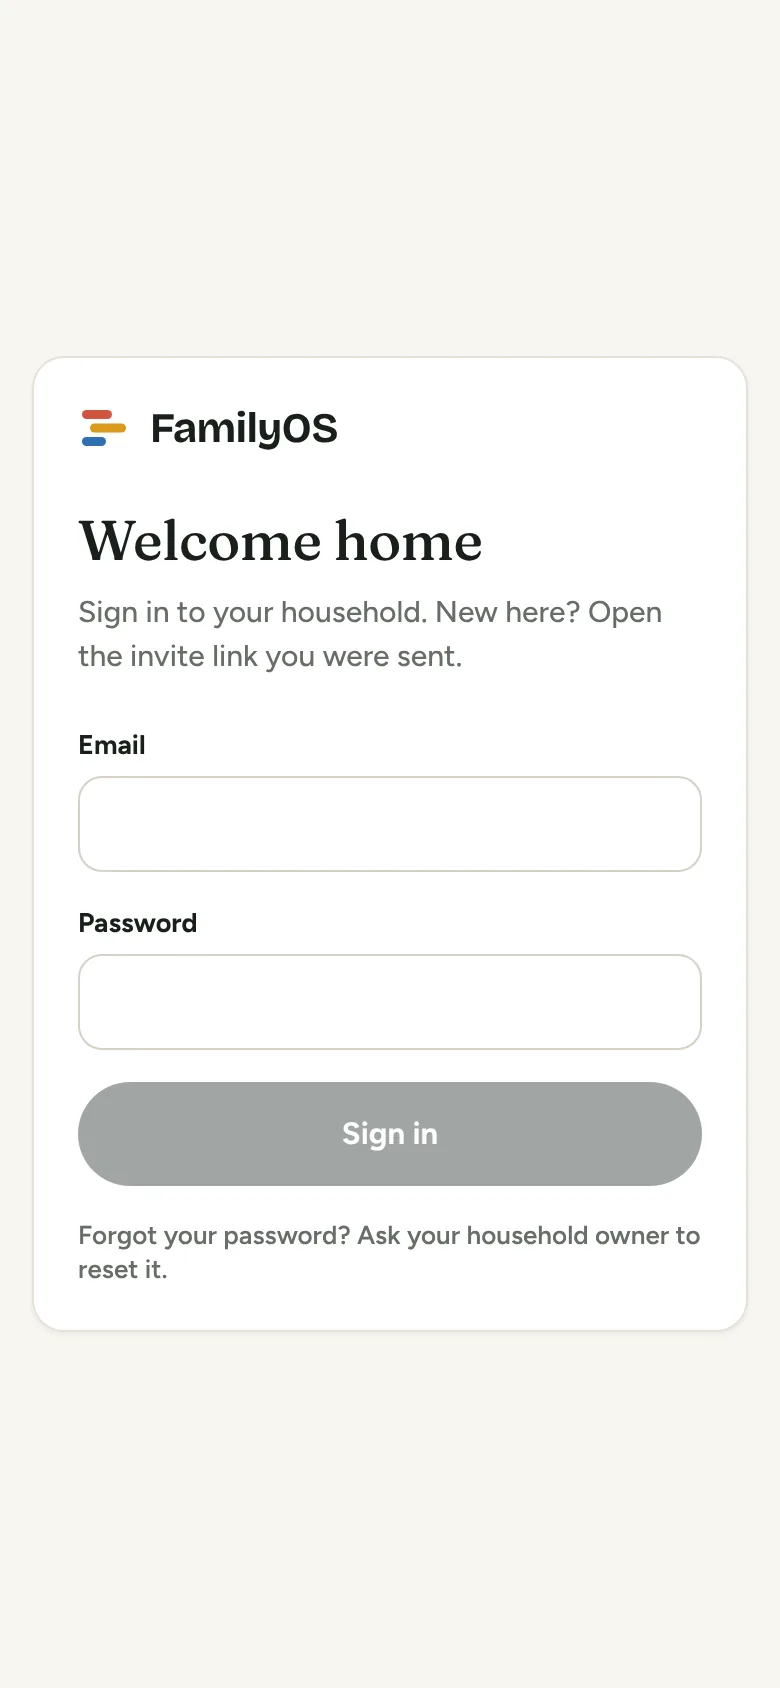 FamilyOS
Welcome home
Sign in to your household. New here? Open
the invite link you were sent.
Email
Password
Sign in
Forgot your password? Ask your household owner to
reset it.